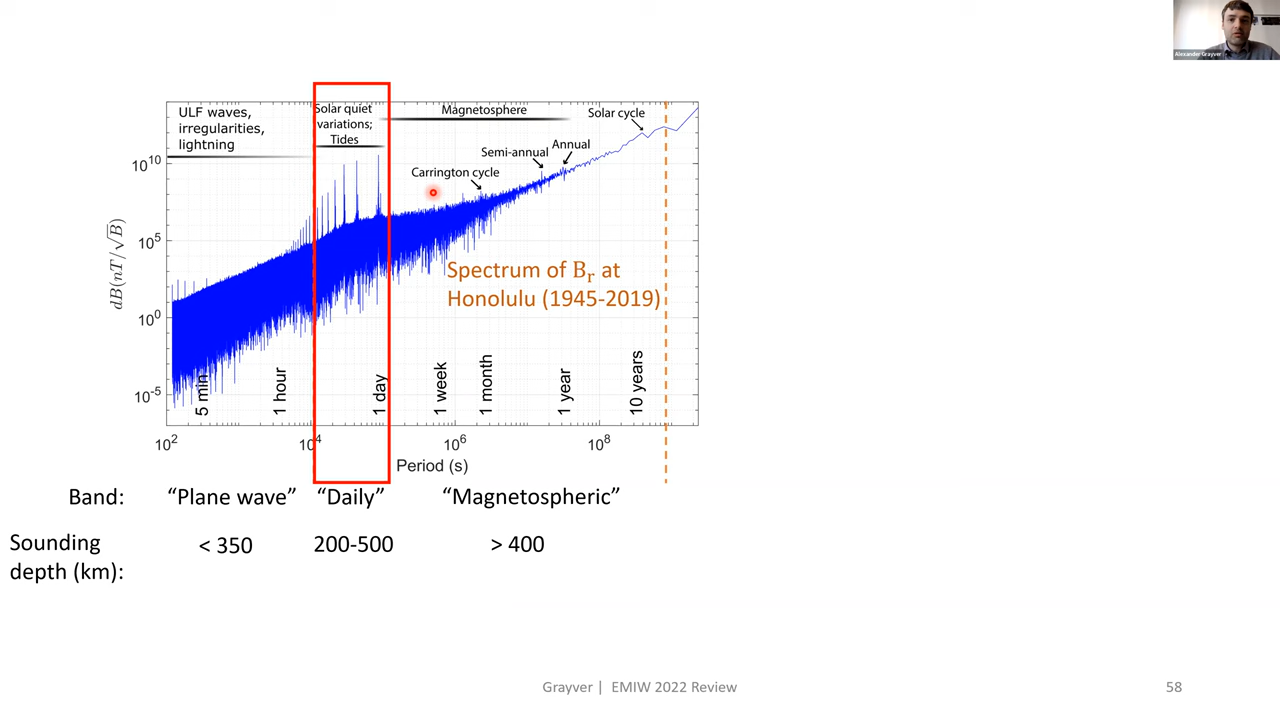 Alexander Grayver
ULF waves,
irregularities,
lightning
Solar quiet
variations;
Tides
Magnetosphere
Solar cycle
Annual
Semi-annual
Carrington cycle
10^10
10^5
10^0
10^-5
dB(nT/√B)
Spectrum of B_r at
Honolulu (1945-2019)
5 min
1 hour
1 day
1 week
1 month
1 year
10 years
10^2
10^4
10^6
10^8
Period (s)
Band: "Plane wave" "Daily" "Magnetospheric"
Sounding
depth (km): < 350 200-500 > 400
Grayver | EMIW 2022 Review
58